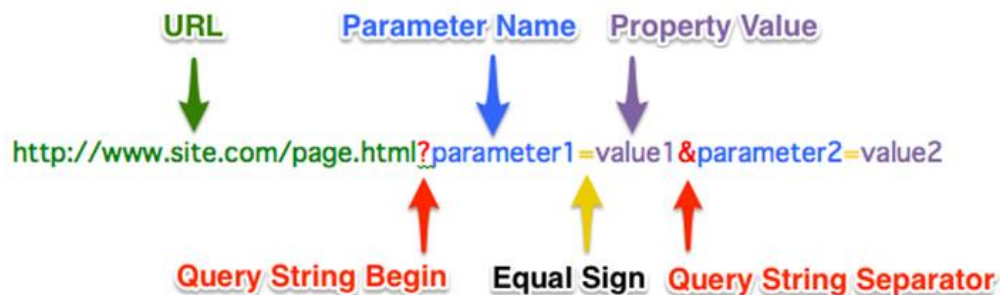 URL Parameter Name Property Value
http://www.site.com/page.html?parameter1=value1&parameter2=value2
Query String Begin Equal Sign Query String Separator